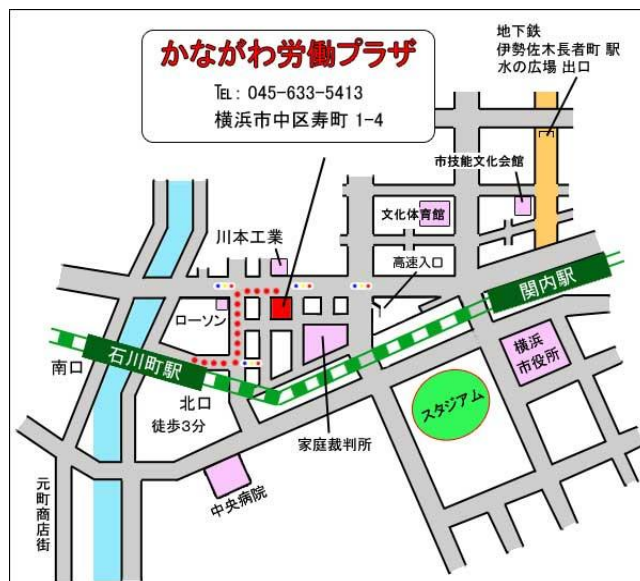 かながわ労働プラザ
℡: 045-633-5413
横浜市中区寿町 1-4
地下鉄
伊勢佐木長者町 駅
水の広場 出口
市技能文化会館
文化体育館
川本工業
高速入口
関内駅
ローソン
石川町駅
南口
北口
徒歩3分
横浜
市役所
スタジアム
家庭裁判所
中央病院
元町商店街